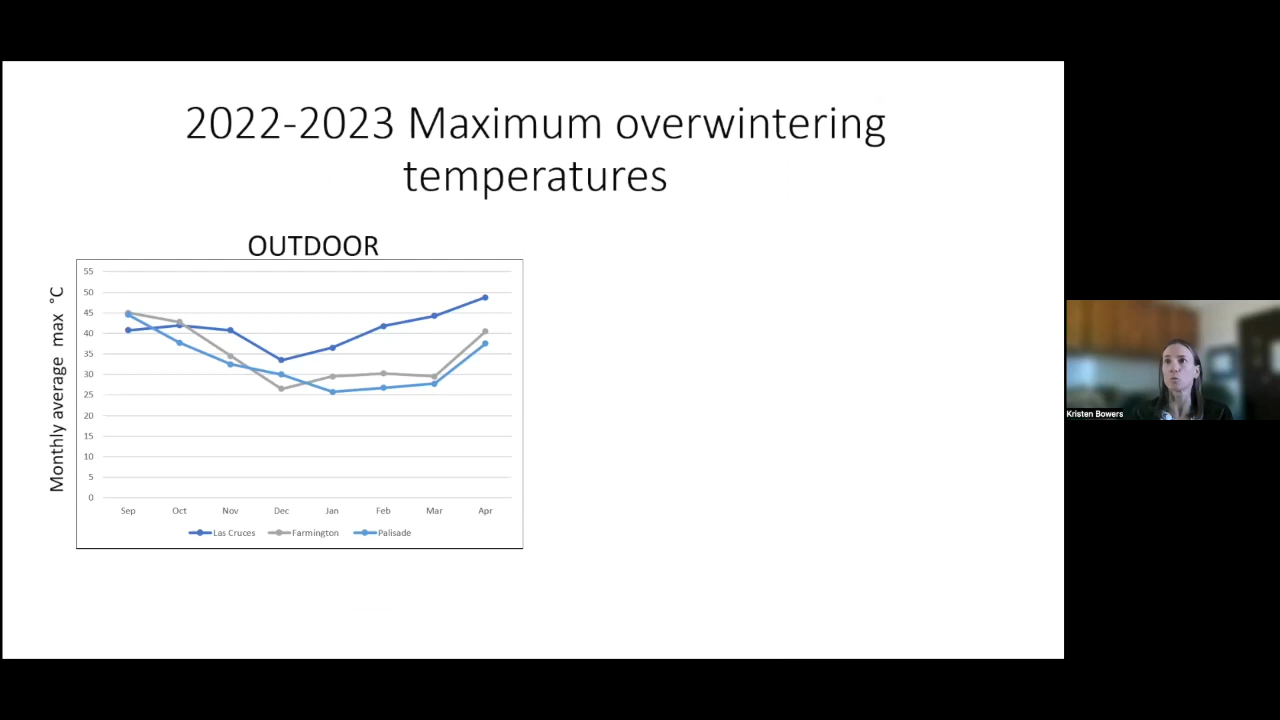 2022-2023 Maximum overwintering
temperatures
OUTDOOR
Monthly average max °C
55
50
45
40
35
30
25
20
15
10
5
0
Sep Oct Nov Dec Jan Feb Mar Apr
Las Cruces Farmington Palisade
Kristen Bowers